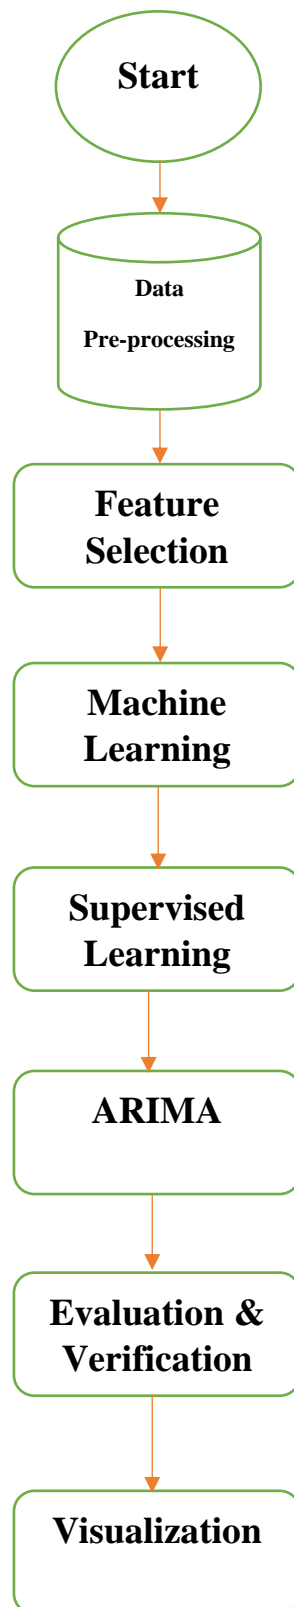 Start
Data
Pre-processing
Feature
Selection
Machine
Learning
Supervised
Learning
ARIMA
Evaluation &
Verification
Visualization